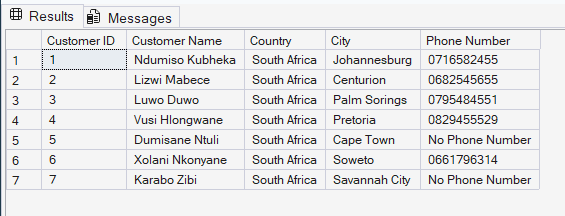 Results Messages
Customer ID Customer Name Country City Phone Number
1 1 Ndumiso Kubheka South Africa Johannesburg 0716582455
2 2 Lizwi Mabece South Africa Centurion 0682545655
3 3 Luwo Duwo South Africa Palm Sorings 0795484551
4 4 Vusi Hlongwane South Africa Pretoria 0829455529
5 5 Dumisane Ntuli South Africa Cape Town No Phone Number
6 6 Xolani Nkonyane South Africa Soweto 0661796314
7 7 Karabo Zibi South Africa Savannah City No Phone Number